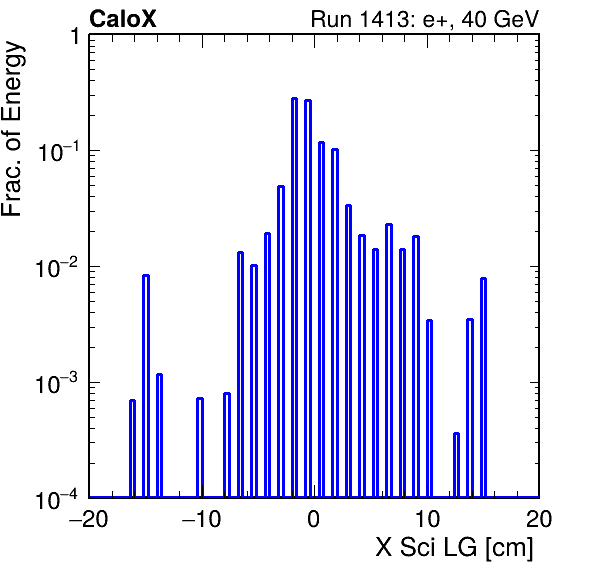 CaloX Run 1413: e+, 40 GeV
Frac. of Energy
1
10⁻¹
10⁻²
10⁻³
10⁻⁴
−20 −10 0 10 20
X Sci LG [cm]